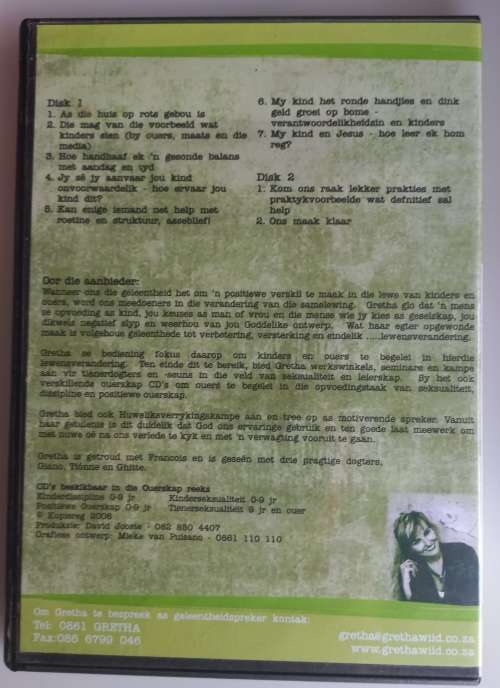 Disk 1
1. As die huis op rots gebou is
2. Die mag van die voorbeeld wat
kinders sien (by ouers, maats en die
media)
3. Hoe handhaaf ek 'n gesonde balans
met aandag en tyd
4. Jy sê jy aanvaar jou kind
onvoorwaardelik - hoe ervaar jou
kind dit?
5. Kan enige iemand net help met
roetine en struktuur, asseblief!
6. My kind het ronde handjies en dink
geld groei op bome -
verantwoordelikheidsin en kinders
7. My kind en Jesus - hoe leer ek hom
reg?
Disk 2
1. Kom ons raak lekker prakties met
praktykvoorbeelde wat defnitief sal
help
2. Ons maak klaar
Oor die aanbieder:
Wanneer ons die geleentheid het om 'n positiewe verskil te maak in die lewe van kinders en
ouers, word ons meedoeners in die verandering van die samelewing. Gretha glo dat 'n mens
se opvoeding as kind, jou keuses as man of vrou en die mense wie jy kies as geselskap, jou
dikwels negatief slyp en weerhou van jou Goddelike ontwerp. Wat haar egter opgewonde
maak is volgehoue geleenthede tot verbetering, versterking en eindelik .....lewensverandering.
Gretha se bediening fokus daarop om kinders en ouers te begelei in hierdie
lewensverandering. Ten einde dit te bereik, bied Gretha werkswinkels, seminare en kampe
aan vir tienerdogters en -seuns in die veld van seksualiteit en leierskap. Sy het ook
verskillende ouerskap CD's om ouers te begelei in die opvoedingstaak van seksualiteit,
dissipline en positiewe ouerskap.
Gretha bied ook Huweliksverrykingskampe aan en tree op as motiverende spreker. Vanuit
haar getuienis is dit duidelik dat God ons ervaringe gebruik en ten goede laat meewerk om
met nuwe oë na ons verlede te kyk en met 'n verwagting vooruit te gaan.
Gretha is getroud met Francois en is geseën met drie pragtige dogters,
Giano, Tiónne en Ghitte.
CD's beskikbaar in die Ouerskap reeks
Kinderdissipline 0-9 jr Kinderseksualiteit 0-9 jr
Positiewe Ouerskap 0-9 jr Tienerseksualiteit 9 jr en ouer
© Kopiereg 2008
Produksie: David Jooste - 082 880 4407
Grafiese ontwerp: Mieke van Pulzano - 0861 110 110
Om Gretha te bespreek as geleentheidspreker kontak:
Tel: 0861 GRETHA
Fax:086 6799 046
gretha@grethawild.co.za
www.grethawild.co.za